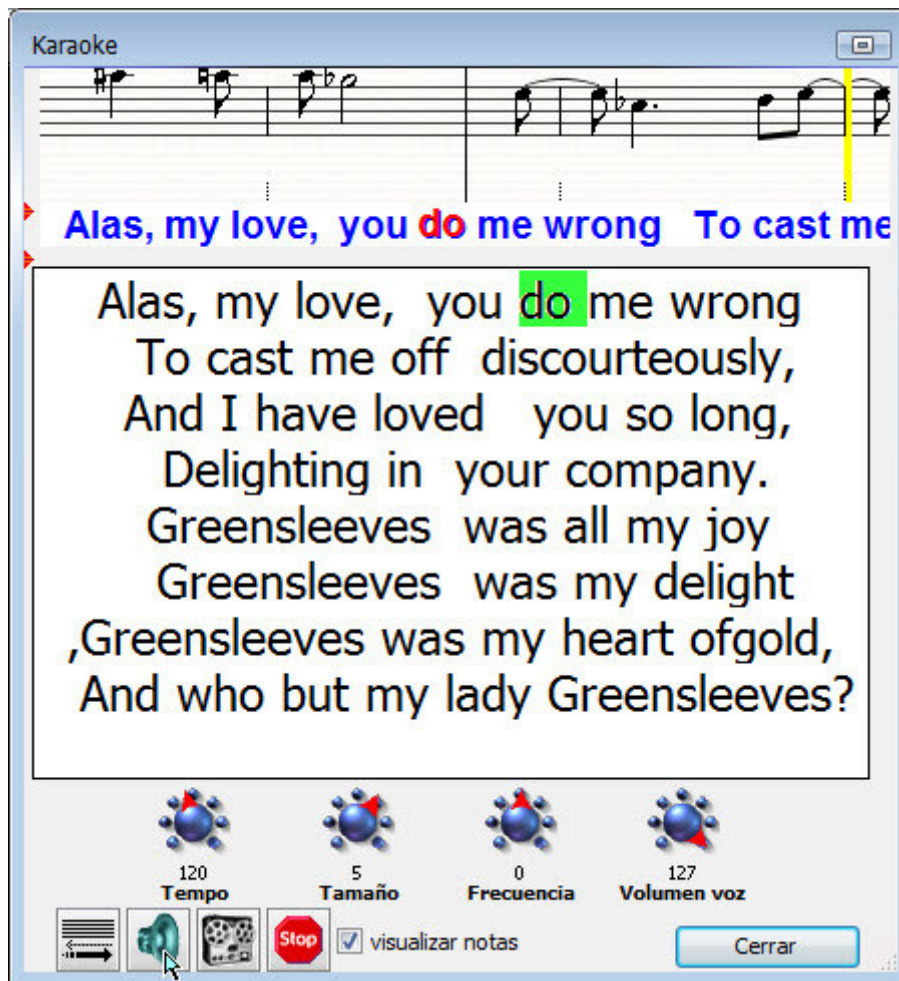 Karaoke
Alas, my love, you do me wrong To cast me
Alas, my love, you do me wrong
To cast me off discourteously,
And I have loved you so long,
Delighting in your company.
Greensleeves was all my joy
Greensleeves was my delight
,Greensleeves was my heart ofgold,
And who but my lady Greensleeves?
120 5 0 127
Tempo Tamaño Frecuencia Volumen voz
Stop visualizar notas Cerrar